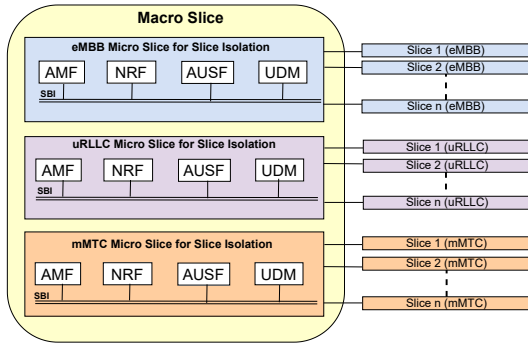 Macro Slice
eMBB Micro Slice for Slice Isolation
AMF NRF AUSF UDM
SBI
Slice 1 (eMBB)
Slice 2 (eMBB)
Slice n (eMBB)
uRLLC Micro Slice for Slice Isolation
AMF NRF AUSF UDM
SBI
Slice 1 (uRLLC)
Slice 2 (uRLLC)
Slice n (uRLLC)
mMTC Micro Slice for Slice Isolation
AMF NRF AUSF UDM
SBI
Slice 1 (mMTC)
Slice 2 (mMTC)
Slice n (mMTC)